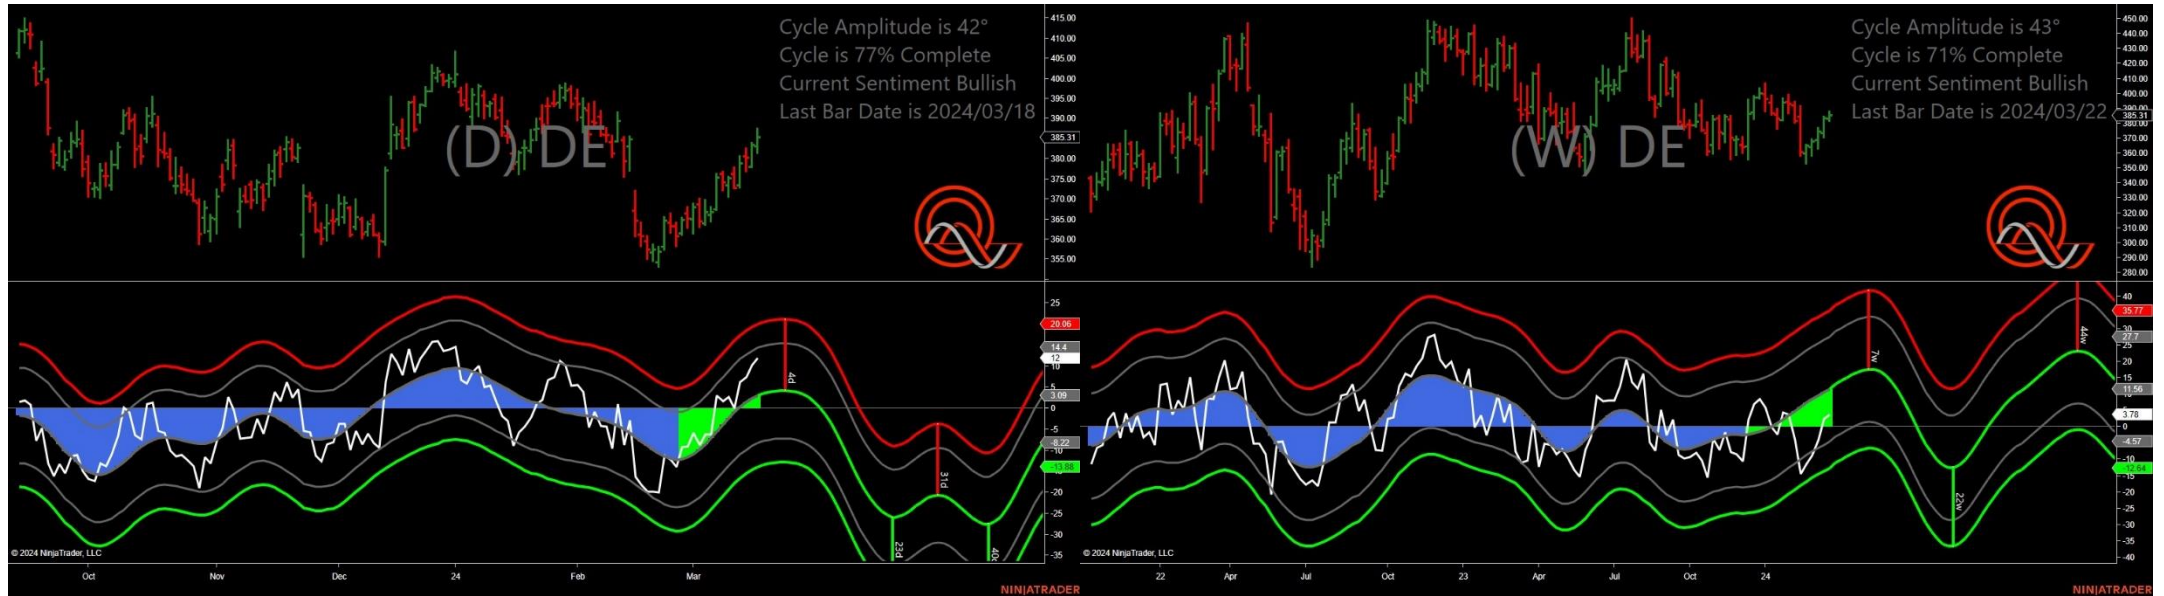 Cycle Amplitude is 42°
Cycle is 77% Complete
Current Sentiment Bullish
Last Bar Date is 2024/03/18
(D) DE
415.00
410.00
405.00
400.00
395.00
390.00
385.31
380.00
375.00
370.00
365.00
360.00
355.00
25
20.06
14.4
12
10
5
3.09
0
-5
-8.22
-13.88
-20
-25
-30
-35
4d
23d
31d
© 2024 NinjaTrader, LLC
Oct
Nov
Dec
24
Feb
Mar
NINJATRADER
Cycle Amplitude is 43°
Cycle is 71% Complete
Current Sentiment Bullish
Last Bar Date is 2024/03/22
(W) DE
450.00
440.00
430.00
420.00
410.00
400.00
390.00
385.31
380.00
370.00
360.00
350.00
340.00
330.00
320.00
310.00
300.00
290.00
280.00
40
35.77
30
27.7
25
20
15
11.56
3.78
0
-4.57
-10
-12.64
-15
-20
-25
-30
-35
-40
7w
22w
44w
© 2024 NinjaTrader, LLC
22
Apr
Jul
Oct
23
Apr
Jul
Oct
24
NINJATRADER